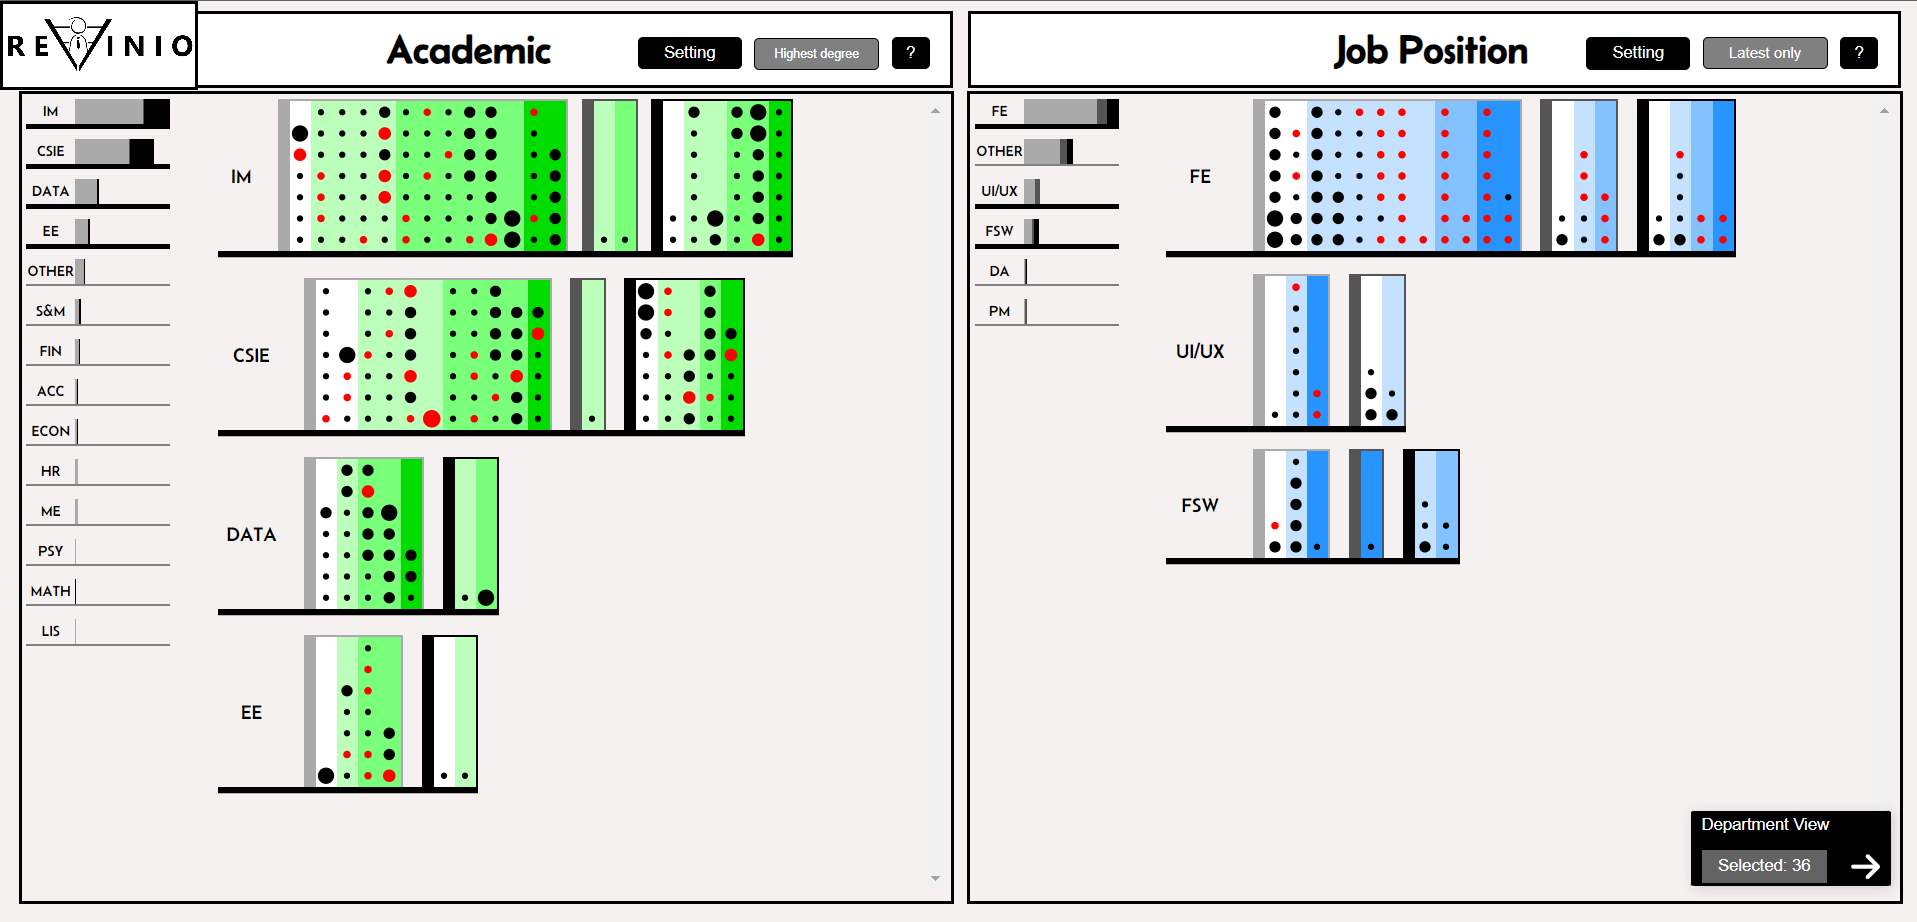 REVINIO
Academic
Setting
Highest degree
?
Job Position
Setting
Latest only
?
IM
CSIE
DATA
EE
OTHER
S&M
FIN
ACC
ECON
HR
ME
PSY
MATH
LIS
IM
CSIE
DATA
EE
FE
OTHER
UI/UX
FSW
DA
PM
FE
UI/UX
FSW
Department View
Selected: 36